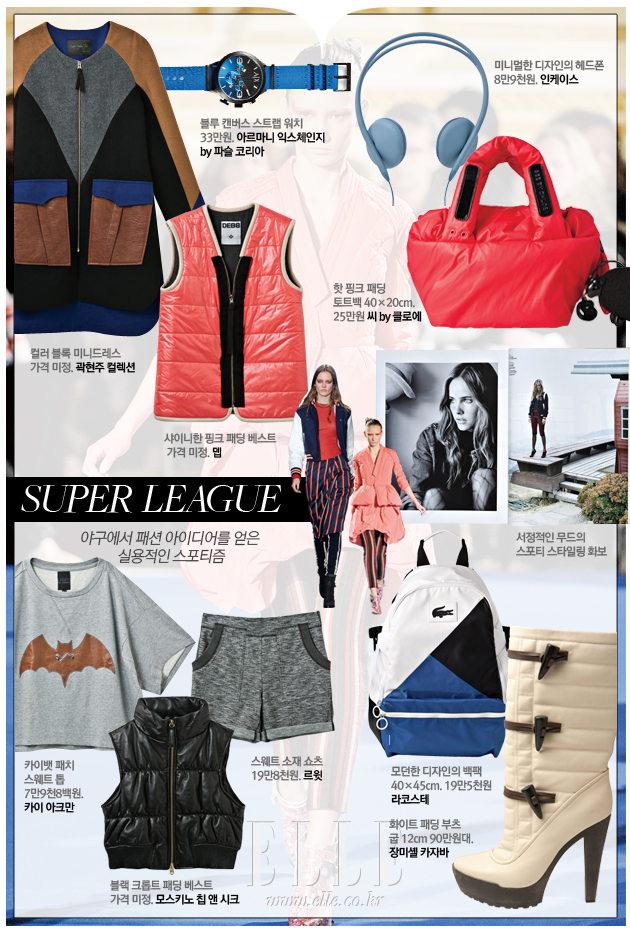 미니멀한 디자인의 헤드폰
8만9천원. 인케이스
블루 캔버스 스트랩 워치
33만원. 아르마니 익스체인지
by 파슬 코리아
DEBB
핫 핑크 패딩
토트백 40×20cm.
25만원 씨 by 클로에
컬러 블록 미니드레스
가격 미정. 곽현주 컬렉션
샤이니한 핑크 패딩 베스트
가격 미정. 뎁
SUPER LEAGUE
야구에서 패션 아이디어를 얻은
실용적인 스포티즘
서정적인 무드의
스포티 스타일링 화보
카이뱃 패치
스웨트 톱
7만9천8백원.
카이 아크만
스웨트 소재 쇼츠
19만8천원. 르윗
모던한 디자인의 백팩
40×45cm. 19만5천원
라코스테
화이트 패딩 부츠
굽 12cm 90만원대.
장미셸 카자바
블랙 크롭트 패딩 베스트
가격 미정. 모스키노 칩 앤 시크
ELLE
www.elle.co.kr